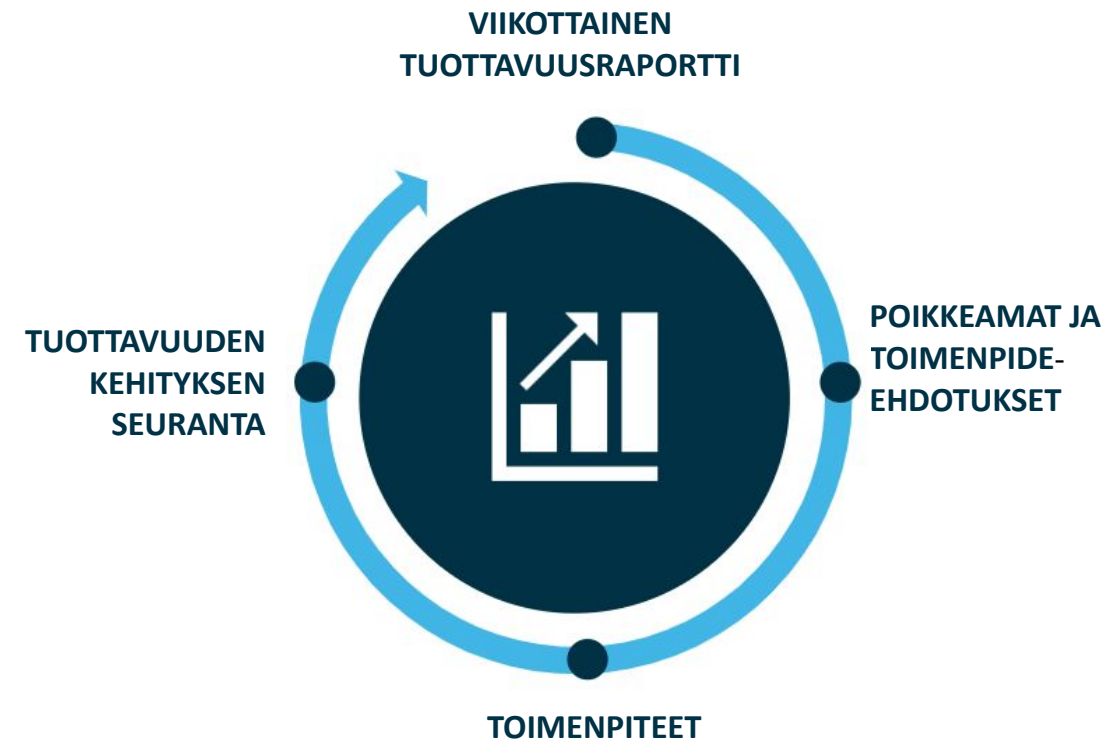 VIIKOTTAINEN
TUOTTAVUUSRAPORTTI
POIKKEAMAT JA
TOIMENPIDE-
EHDOTUKSET
TUOTTAVUUDEN
KEHITYKSEN
SEURANTA
TOIMENPITEET